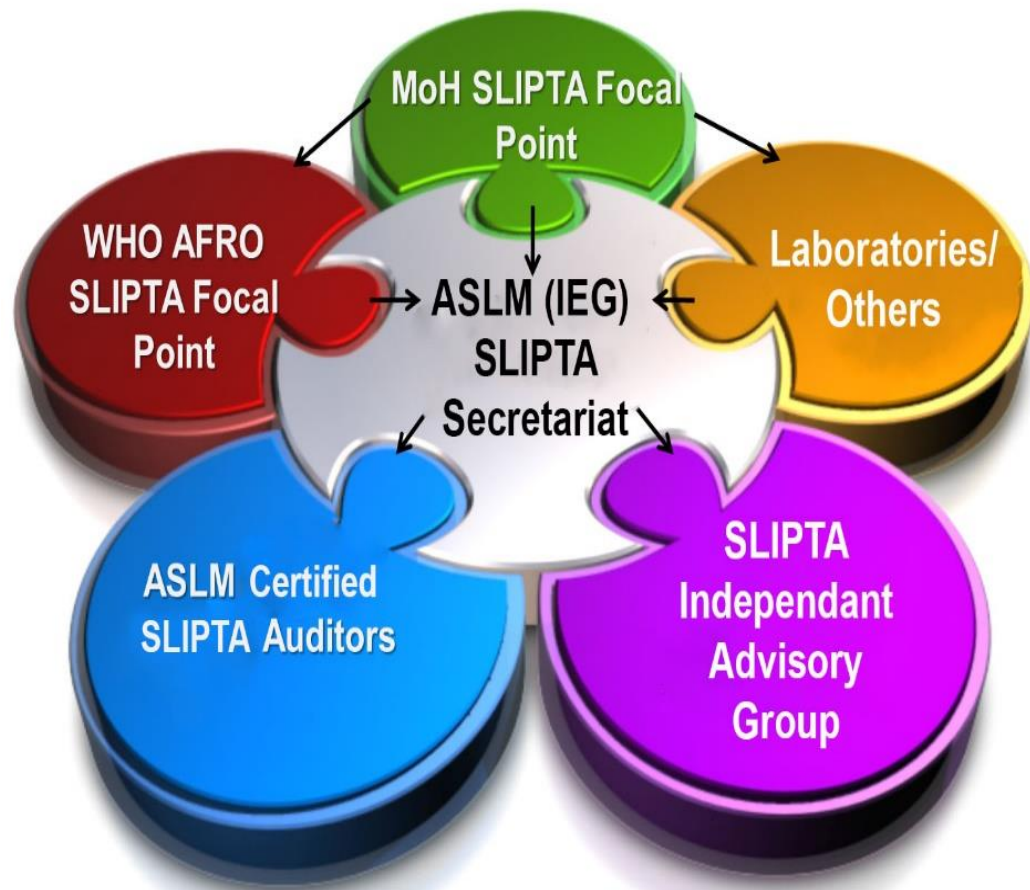 MoH SLIPTA Focal
Point
WHO AFRO
SLIPTA Focal
Point
Laboratories/
Others
ASLM (IEG)
SLIPTA
Secretariat
ASLM Certified
SLIPTA Auditors
SLIPTA
Independant
Advisory
Group